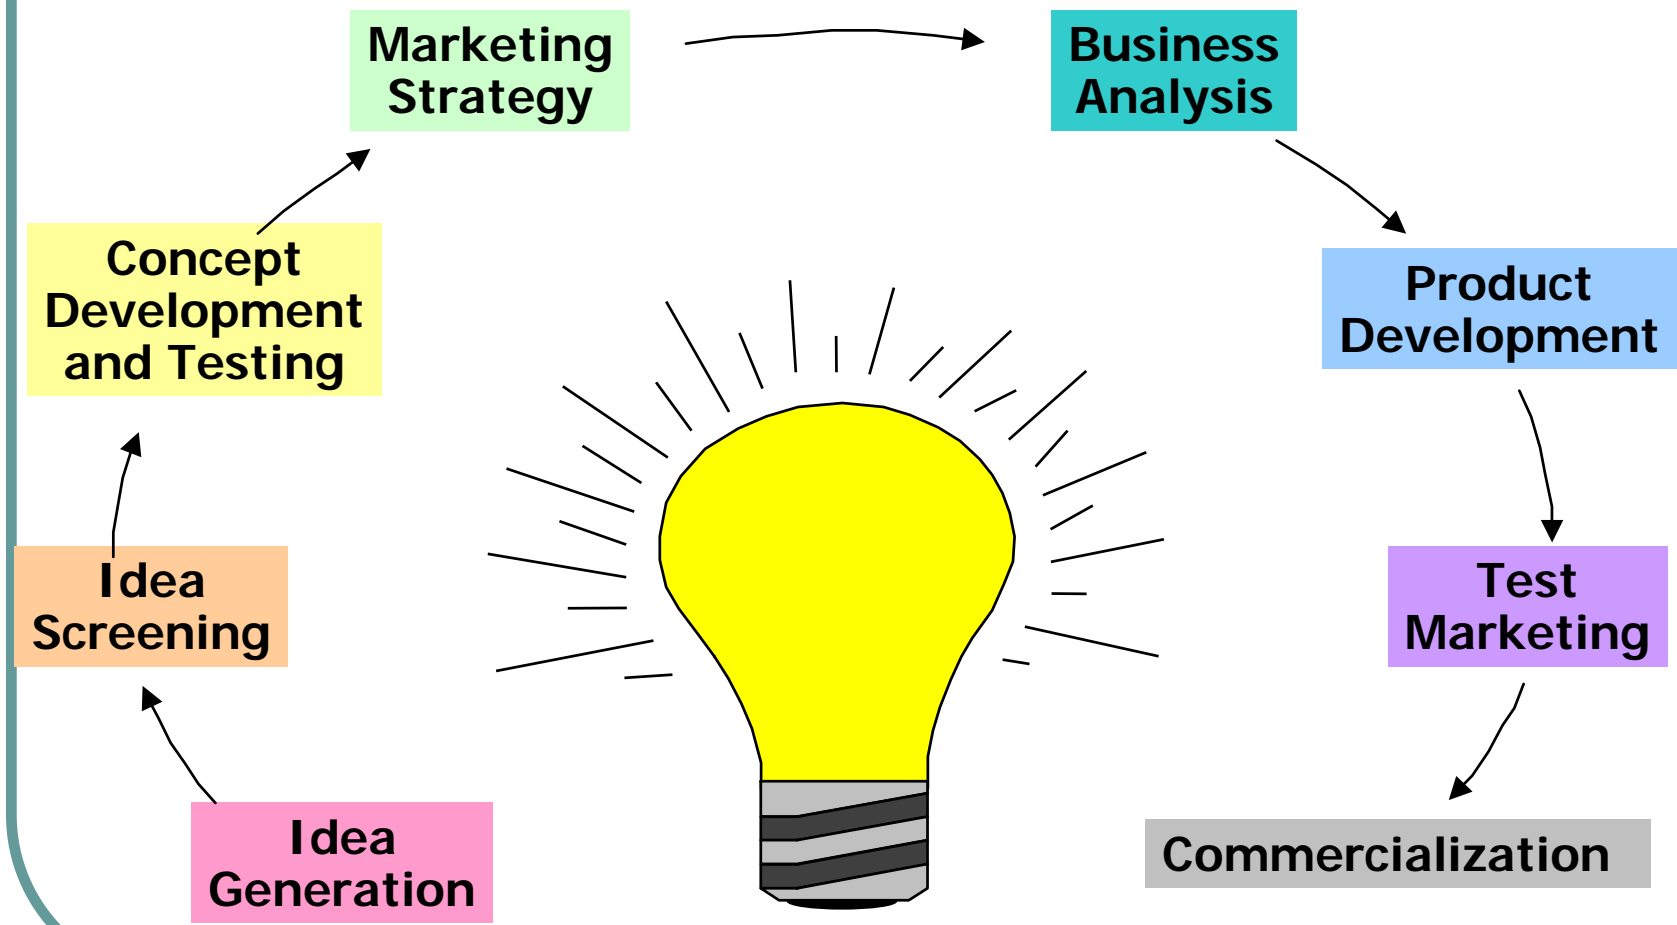 Marketing
Strategy
Business
Analysis
Concept
Development
and Testing
Product
Development
Idea
Screening
Test
Marketing
Idea
Generation
Commercialization